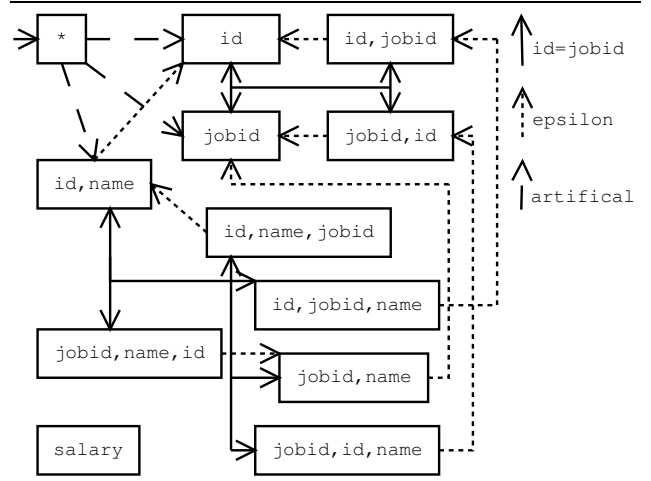 *
id
id,jobid
id=jobid
epsilon
jobid
jobid,id
id,name
artifical
id,name,jobid
id,jobid,name
jobid,name,id
jobid,name
salary
jobid,id,name